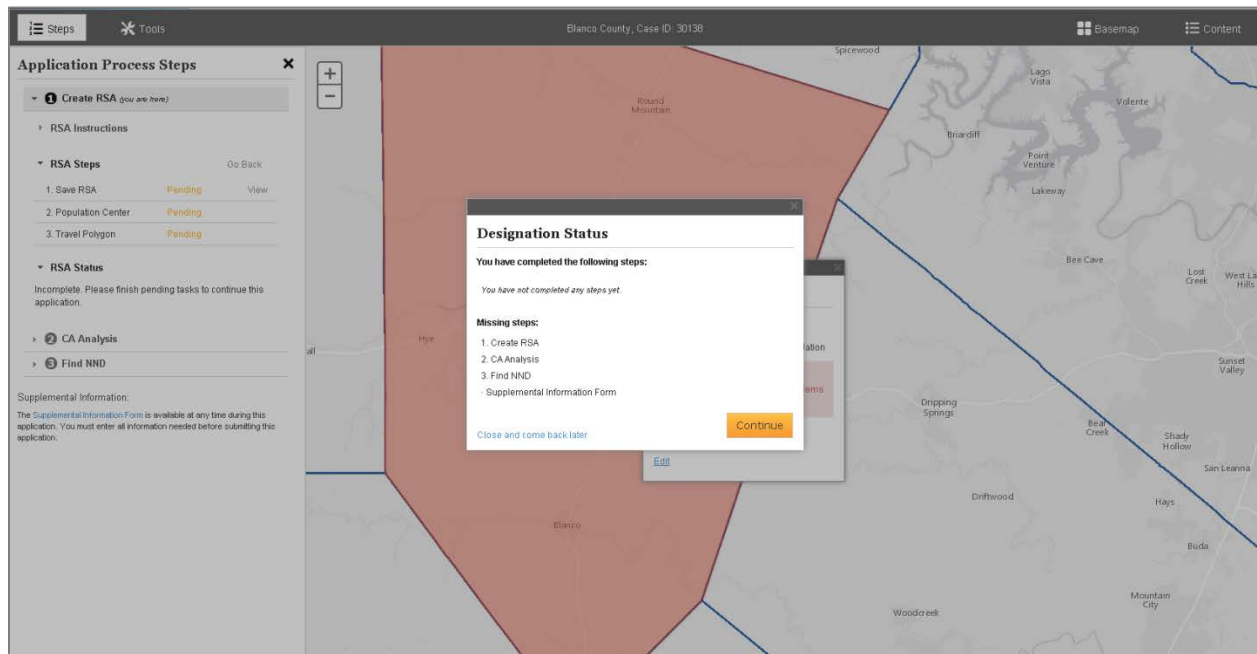 Steps
Tools
Blanco County, Case ID: 30138
Basemap
Content
Application Process Steps
1 Create RSA (you are here)
RSA Instructions
RSA Steps Go Back
1. Save RSA Pending View
2. Population Center Pending
3. Travel Polygon Pending
RSA Status
Incomplete. Please finish pending tasks to continue this
application.
2 CA Analysis
3 Find NND
Supplemental Information:
The Supplemental Information Form is available at any time during this
application. You must enter all information needed before submitting this
application.
+
−
Designation Status
You have completed the following steps:
You have not completed any steps yet.
Missing steps:
1. Create RSA
2. CA Analysis
3. Find NND
- Supplemental Information Form
Close and come back later
Continue
ation
ems
Edit
Spicewood
Lago
Vista
Volente
Round
Mountain
Briarcliff
Point
Venture
Lakeway
Bee Cave
Lost
Creek
West La
Hills
Hye
all
Sunset
Valley
Dripping
Springs
Bear
Creek
Shady
Hollow
San Leanna
Driftwood
Hays
Blanco
Buda
Mountain
City
Woodcreek